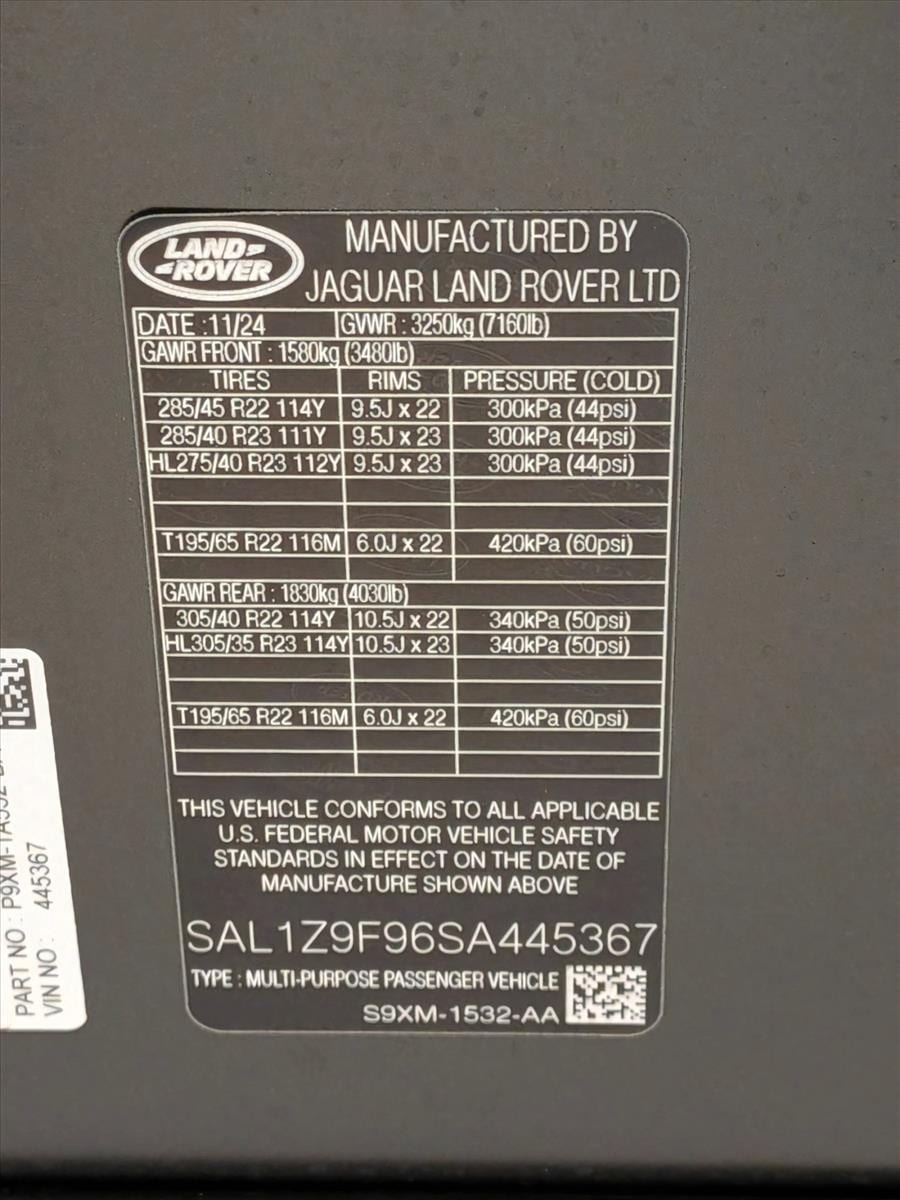 LAND ROVER
MANUFACTURED BY
JAGUAR LAND ROVER LTD
DATE :11/24 GVWR : 3250kg (7160lb)
GAWR FRONT : 1580kg (3480lb)
TIRES RIMS PRESSURE (COLD)
285/45 R22 114Y 9.5J x 22 300kPa (44psi)
285/40 R23 111Y 9.5J x 23 300kPa (44psi)
HL275/40 R23 112Y 9.5J x 23 300kPa (44psi)
T195/65 R22 116M 6.0J x 22 420kPa (60psi)
GAWR REAR : 1830kg (4030lb)
305/40 R22 114Y 10.5J x 22 340kPa (50psi)
HL305/35 R23 114Y 10.5J x 23 340kPa (50psi)
T195/65 R22 116M 6.0J x 22 420kPa (60psi)
THIS VEHICLE CONFORMS TO ALL APPLICABLE
U.S. FEDERAL MOTOR VEHICLE SAFETY
STANDARDS IN EFFECT ON THE DATE OF
MANUFACTURE SHOWN ABOVE
SAL1Z9F96SA445367
TYPE : MULTI-PURPOSE PASSENGER VEHICLE
S9XM-1532-AA
PART NO :
VIN NO : 445367